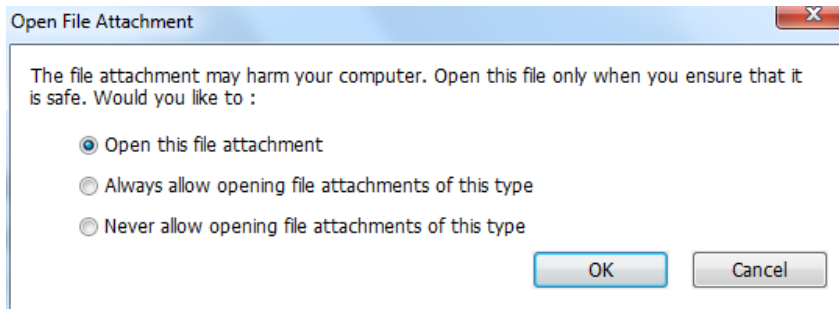 Open File Attachment
The file attachment may harm your computer. Open this file only when you ensure that it
is safe. Would you like to :
Open this file attachment
Always allow opening file attachments of this type
Never allow opening file attachments of this type
OK Cancel